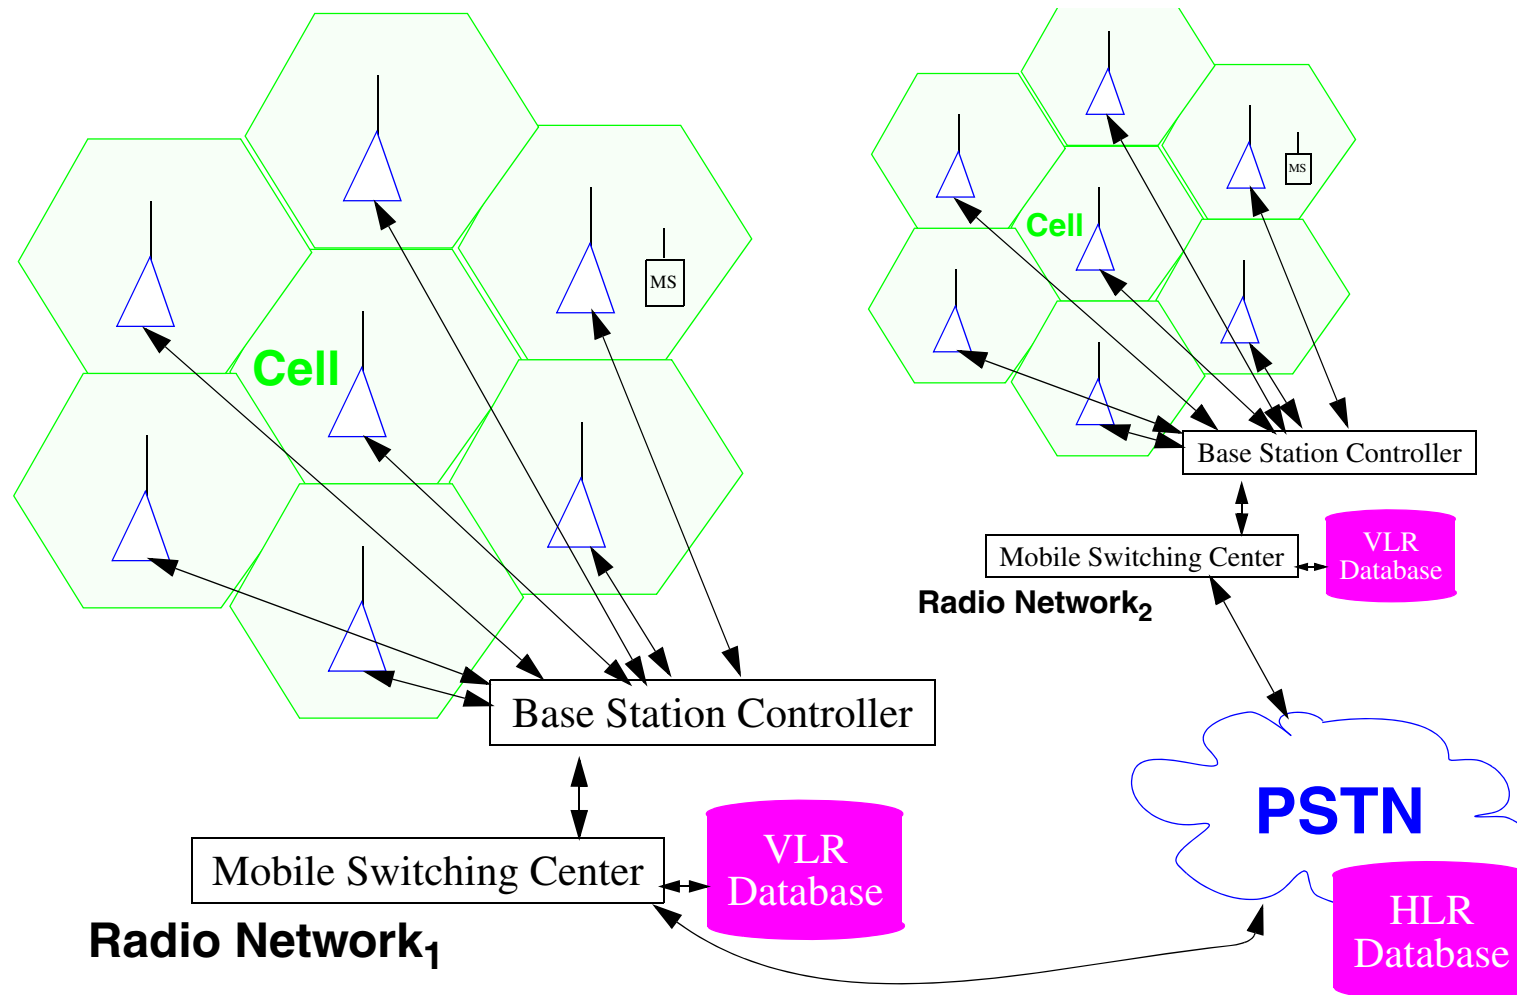 MS
Cell
Base Station Controller
Mobile Switching Center
VLR
Database
Radio Network1
MS
Cell
Base Station Controller
Mobile Switching Center
VLR
Database
Radio Network2
PSTN
HLR
Database